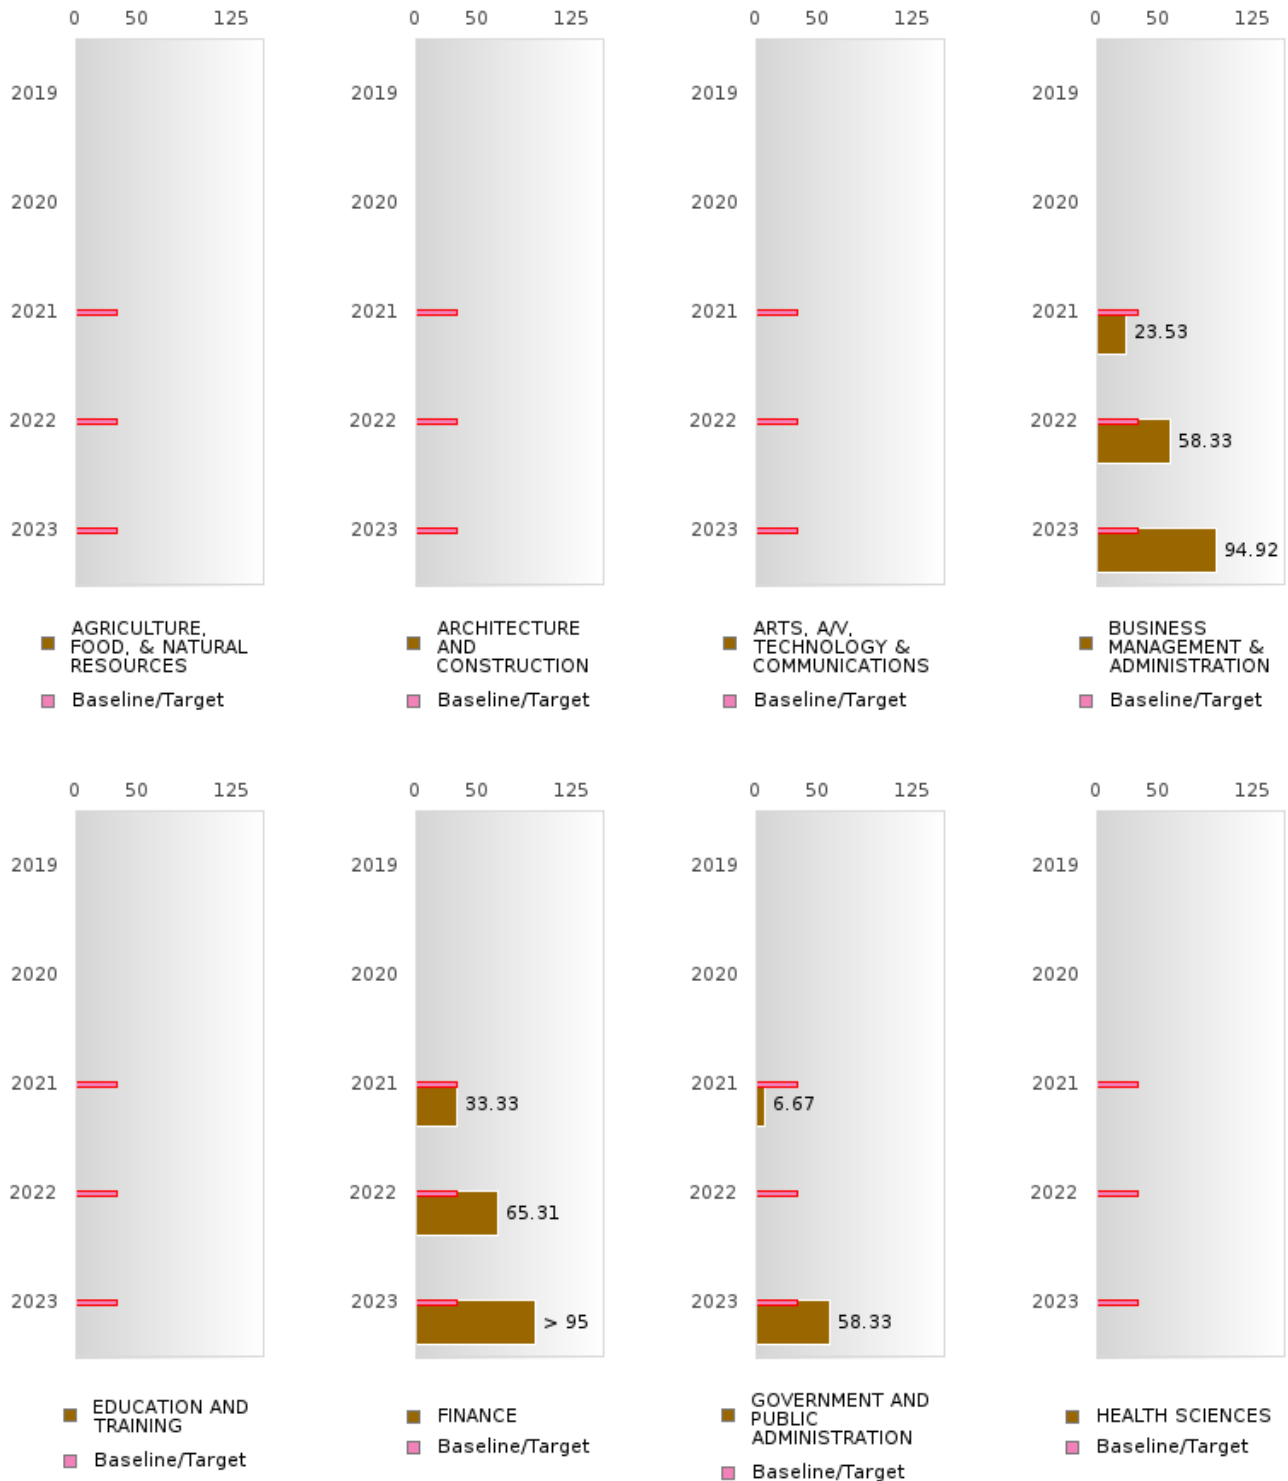 0 50 125 0 50 125 0 50 125 0 50 125
2019 2019 2019 2019
2020 2020 2020 2020
2021 2021 2021 2021
23.53
2022 2022 2022 2022
58.33
2023 2023 2023 2023
94.92
AGRICULTURE,
FOOD, & NATURAL
RESOURCES
Baseline/Target
ARCHITECTURE
AND
CONSTRUCTION
Baseline/Target
ARTS, A/V,
TECHNOLOGY &
COMMUNICATIONS
Baseline/Target
BUSINESS
MANAGEMENT &
ADMINISTRATION
Baseline/Target
0 50 125 0 50 125 0 50 125 0 50 125
2019 2019 2019 2019
2020 2020 2020 2020
2021 2021 2021 2021
33.33 6.67
2022 2022 2022 2022
65.31
2023 2023 2023 2023
> 95 58.33
EDUCATION AND
TRAINING
Baseline/Target
FINANCE
Baseline/Target
GOVERNMENT AND
PUBLIC
ADMINISTRATION
Baseline/Target
HEALTH SCIENCES
Baseline/Target